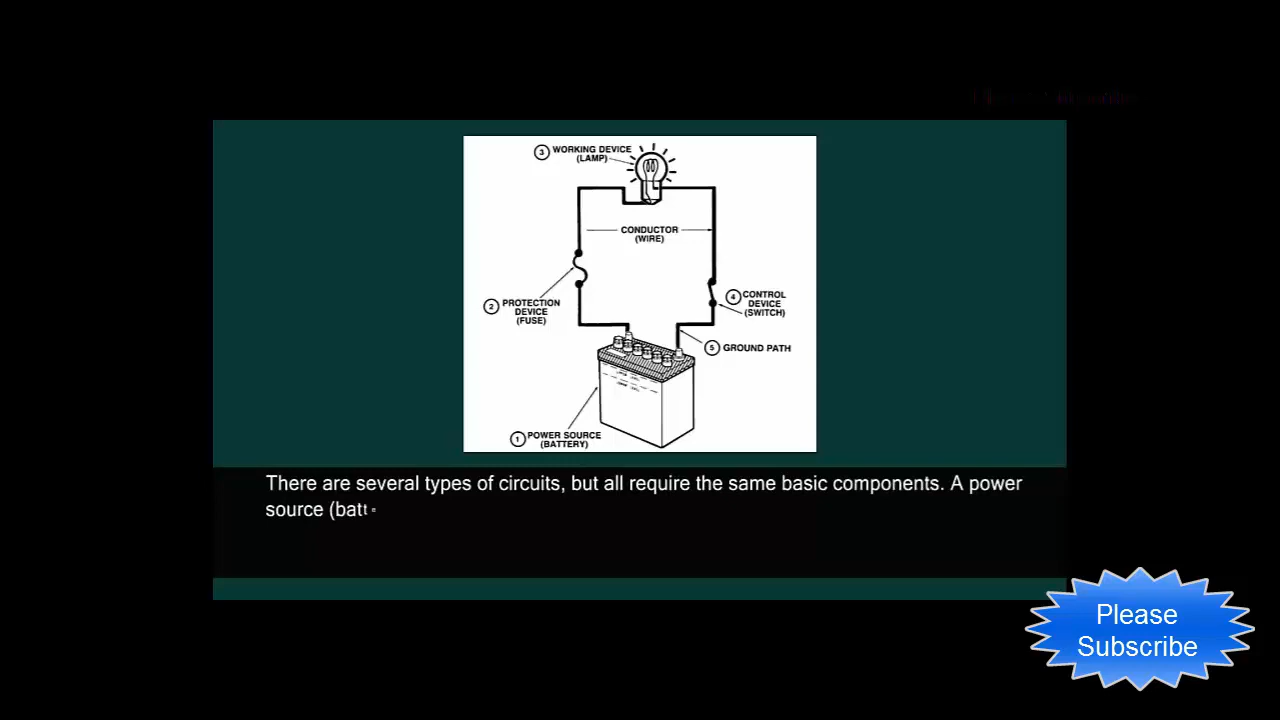 3 WORKING DEVICE
(LAMP)
CONDUCTOR
(WIRE)
2 PROTECTION
DEVICE
(FUSE)
4 CONTROL
DEVICE
(SWITCH)
5 GROUND PATH
1 POWER SOURCE
(BATTERY)
There are several types of circuits, but all require the same basic components. A power
source (batt
Please
Subscribe